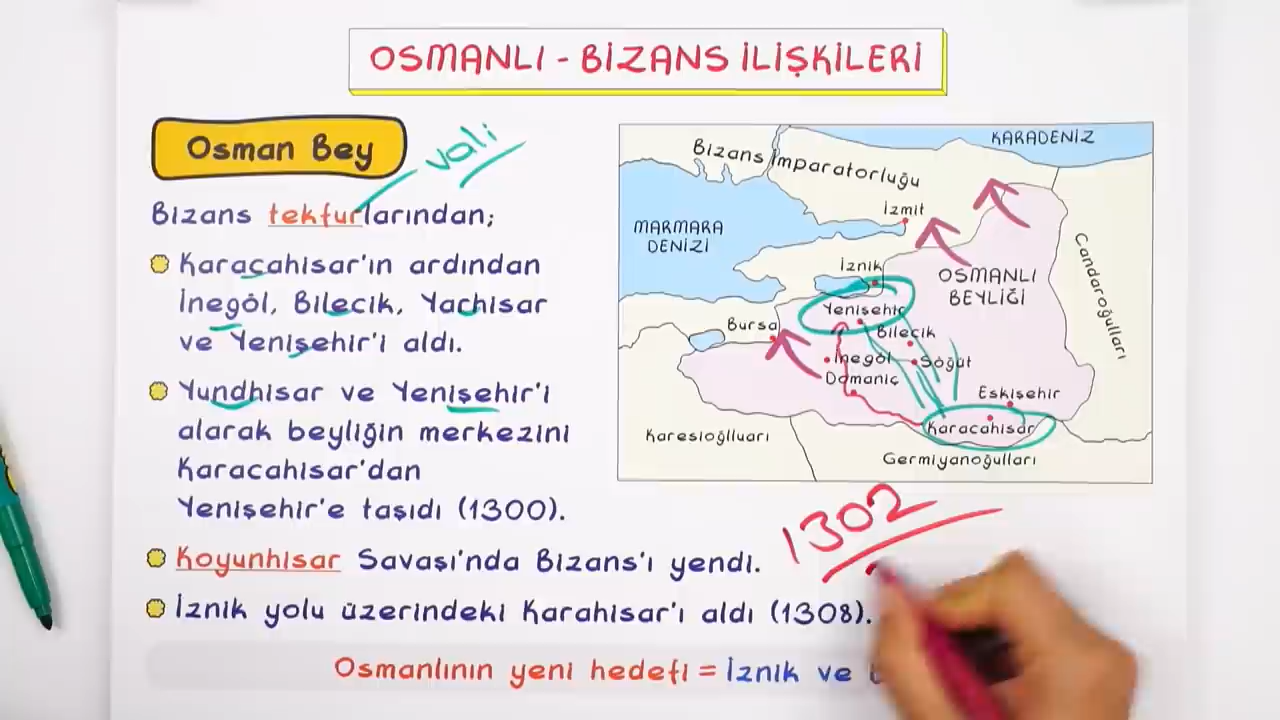 OSMANLI - BİZANS İLİŞKİLERİ
Osman Bey
vali
Bizans tekfurlarından;
Karacahisar'ın ardından
İnegöl, Bilecik, Yarhisar
ve Yenişehir'i aldı.
Yundhisar ve Yenişehir'i
alarak beyliğin merkezini
Karacahisar'dan
Yenişehir'e taşıdı (1300).
Koyunhisar Savaşı'nda Bizans'ı yendi.
1302
İznik yolu üzerindeki Karahisar'ı aldı (1308).
Osmanlının yeni hedefi = İznik ve
KARADENİZ
Bizans İmparatorluğu
İzmit
MARMARA
DENİZİ
İznik
OSMANLI
BEYLİĞİ
Candaroğulları
Yenişehir
Bursa
Bilecik
İnegöl
Söğüt
Domaniç
Eskişehir
Karacahisar
Karesioğlluarı
Germiyanoğulları